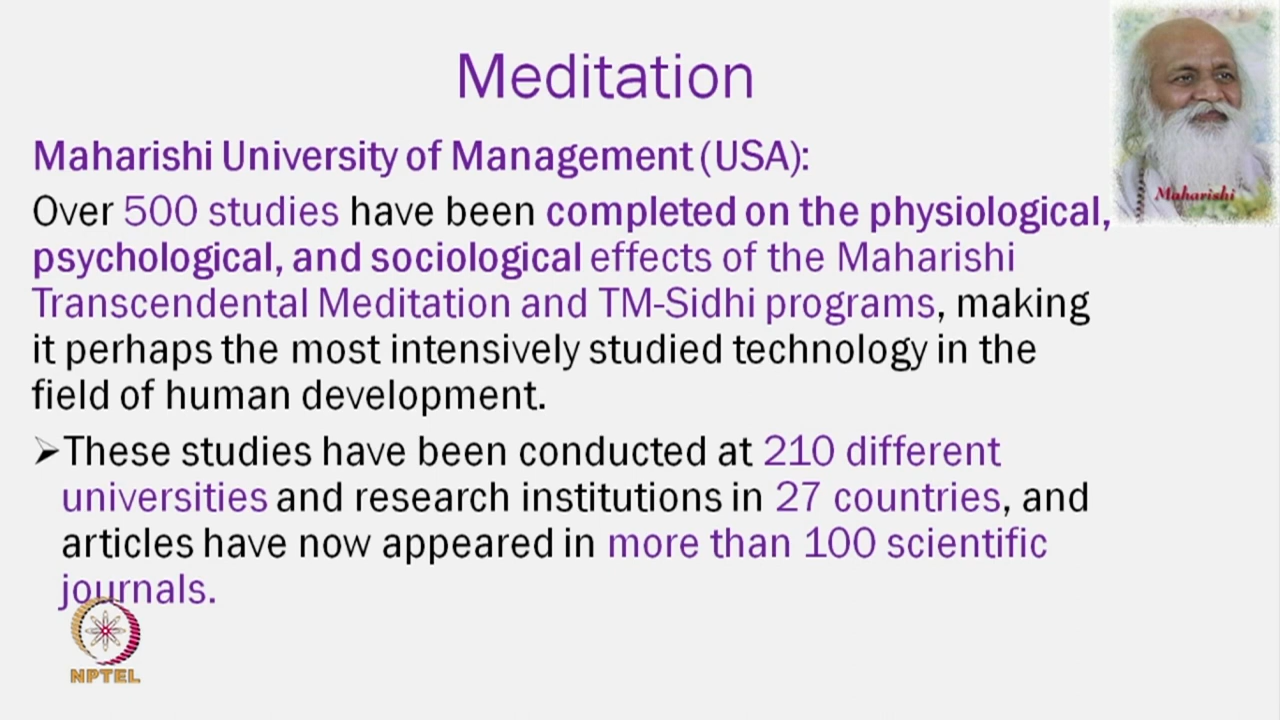 Meditation
Maharishi
Maharishi University of Management (USA):
Over 500 studies have been completed on the physiological,
psychological, and sociological effects of the Maharishi
Transcendental Meditation and TM-Sidhi programs, making
it perhaps the most intensively studied technology in the
field of human development.
➢These studies have been conducted at 210 different
universities and research institutions in 27 countries, and
articles have now appeared in more than 100 scientific
journals.
NPTEL